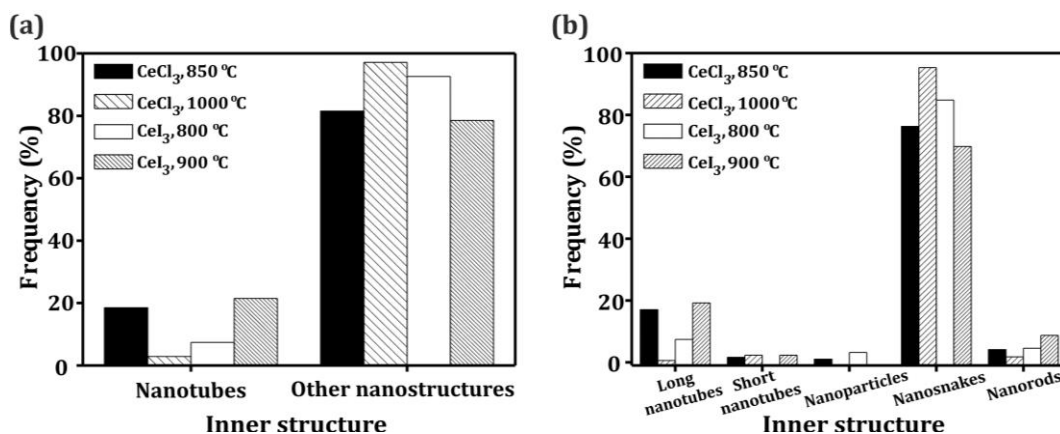 (a)
Frequency (%)
100
80
60
40
20
0
CeCl₃, 850 °C
CeCl₃, 1000 °C
CeI₃, 800 °C
CeI₃, 900 °C
Nanotubes
Other nanostructures
Inner structure
(b)
Frequency (%)
100
80
60
40
20
0
CeCl₃, 850 °C
CeCl₃, 1000 °C
CeI₃, 800 °C
CeI₃, 900 °C
Long
nanotubes
Short
nanotubes
Nanoparticles
Nanosnakes
Nanorods
Inner structure